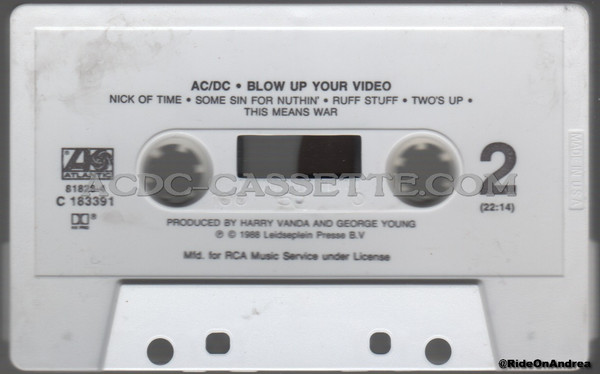 AC/DC • BLOW UP YOUR VIDEO
NICK OF TIME • SOME SIN FOR NUTHIN' • RUFF STUFF • TWO'S UP •
THIS MEANS WAR
ATLANTIC
C 183391
ACDC-CASSETTE.COM
2
(22:14)
MADE IN U.S.A.
PRODUCED BY HARRY VANDA AND GEORGE YOUNG
℗ © 1988 Leidseplein Presse B.V
Mfd. for RCA Music Service under License
@RideOnAndrea